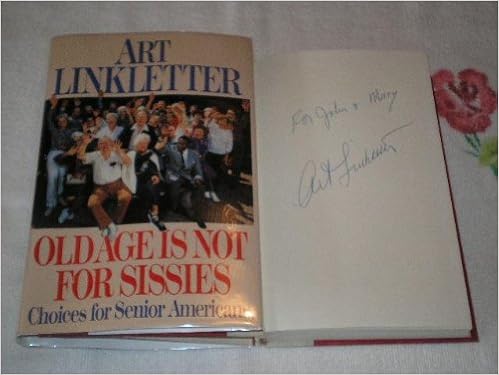 ART
LINKLETTER
OLD AGE IS NOT
FOR SISSIES
Choices for Senior Americans
For John & Mary
Art Linkletter